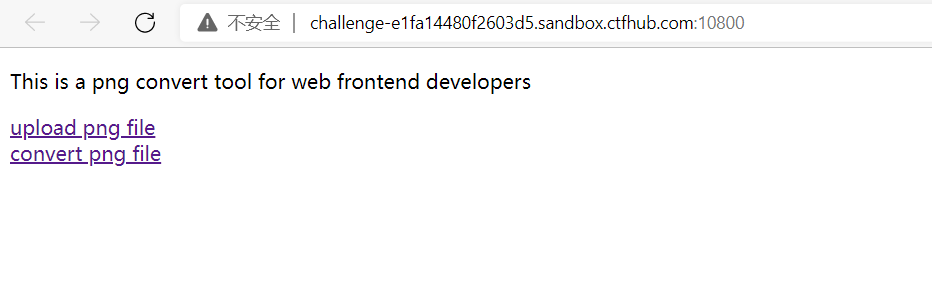 不安全 | challenge-e1fa14480f2603d5.sandbox.ctfhub.com:10800
This is a png convert tool for web frontend developers
upload png file
convert png file